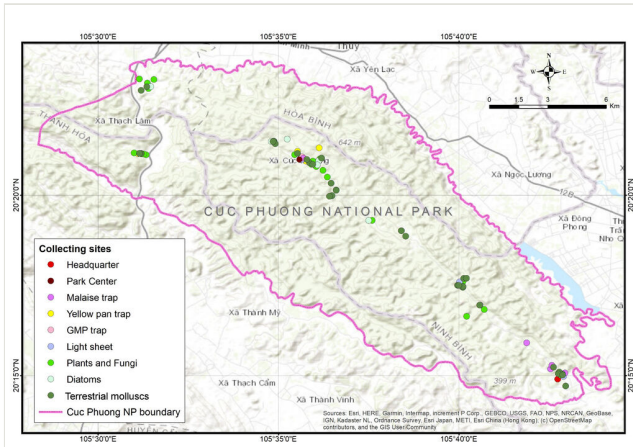 105°30'0"E 105°35'0"E 105°40'0"E
Thủy
Xã Yên Lạc
N
W E
S
0 1.5 3 6
Km
HÒA BÌNH
THANH HÓA
Xã Thạch Lâm
642 m
Xã Ngọc Lương
20°20'0"N 20°20'0"N
12B
CUC PHUONG NATIONAL PARK
Xã Đồng
Phong
Nho Q
Collecting sites
Headquarter
Park Center
Malaise trap
Yellow pan trap
GMP trap
Light sheet
Plants and Fungi
Diatoms
Terrestrial molluscs
Cuc Phuong NP boundary
Xã Thành Mỹ
NINH BÌNH
20°15'0"N 20°15'0"N
399 m
Xã Thạch Cẩm
Xã Thành Vinh
Sources: Esri, HERE, Garmin, Intermap, increment P Corp., GEBCO, USGS, FAO, NPS, NRCAN, GeoBase,
IGN, Kadaster NL, Ordnance Survey, Esri Japan, METI, Esri China (Hong Kong), (c) OpenStreetMap
contributors, and the GIS User Community
105°30'0"E 105°35'0"E 105°40'0"E